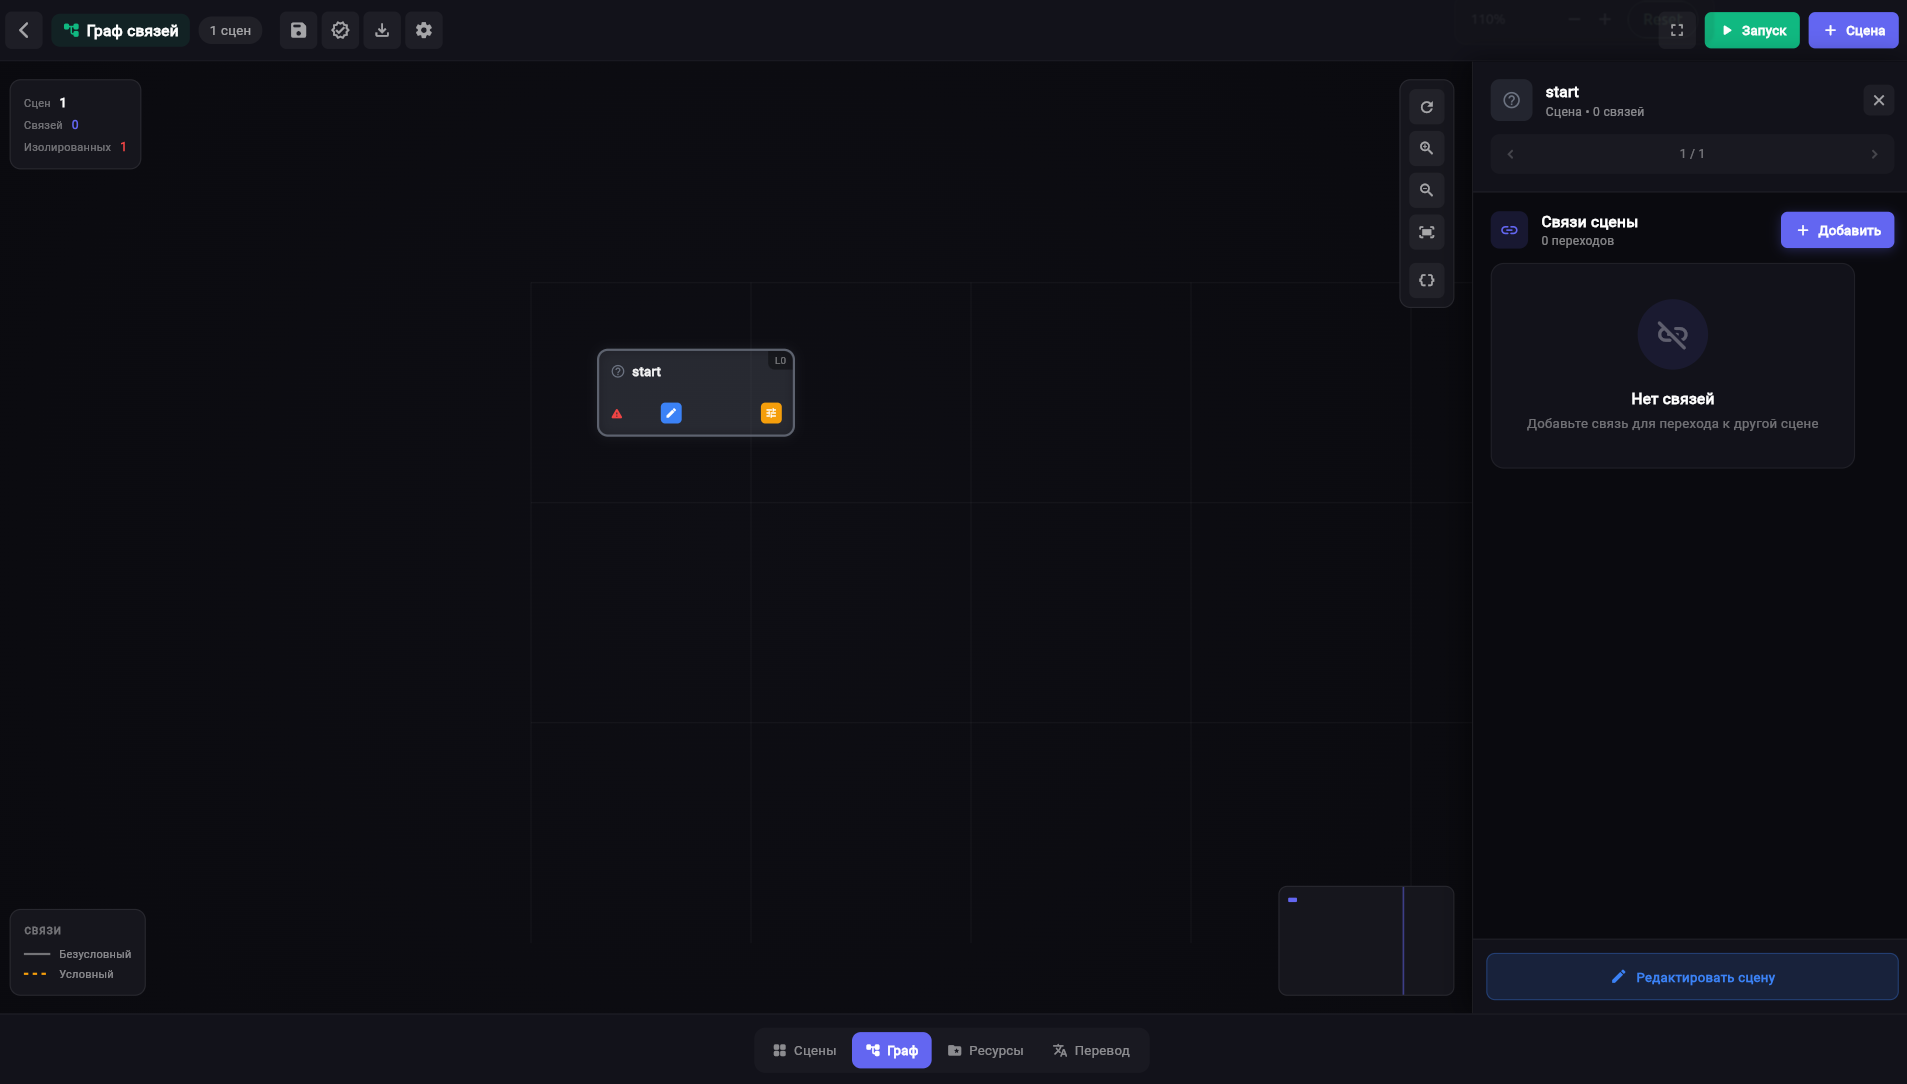 Граф связей
1 сцен
110%
Reset
Запуск
Сцена
Сцен 1
Связей 0
Изолированных 1
start
Сцена • 0 связей
1 / 1
Связи сцены
0 переходов
Добавить
Нет связей
Добавьте связь для перехода к другой сцене
L0
start
СВЯЗИ
Безусловный
Условный
Редактировать сцену
Сцены
Граф
Ресурсы
Перевод